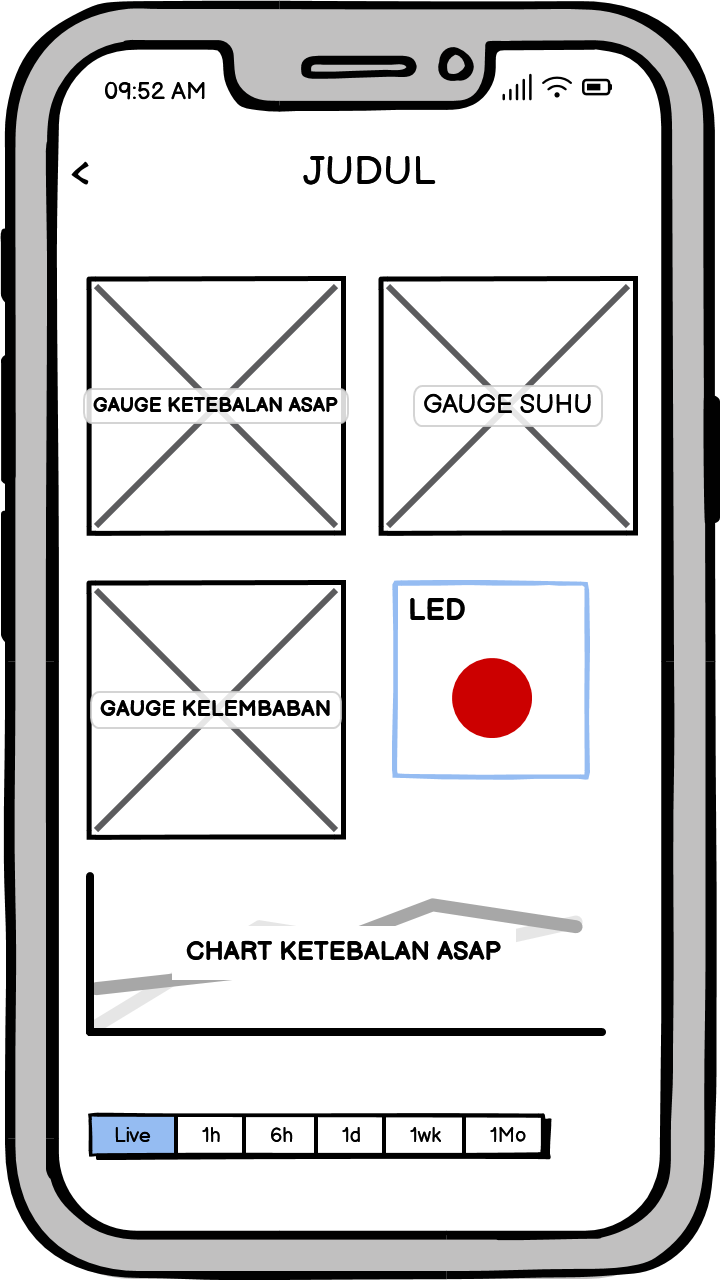 09:52 AM
<
JUDUL
GAUGE KETEBALAN ASAP
GAUGE SUHU
GAUGE KELEMBABAN
LED
CHART KETEBALAN ASAP
Live 1h 6h 1d 1wk 1Mo